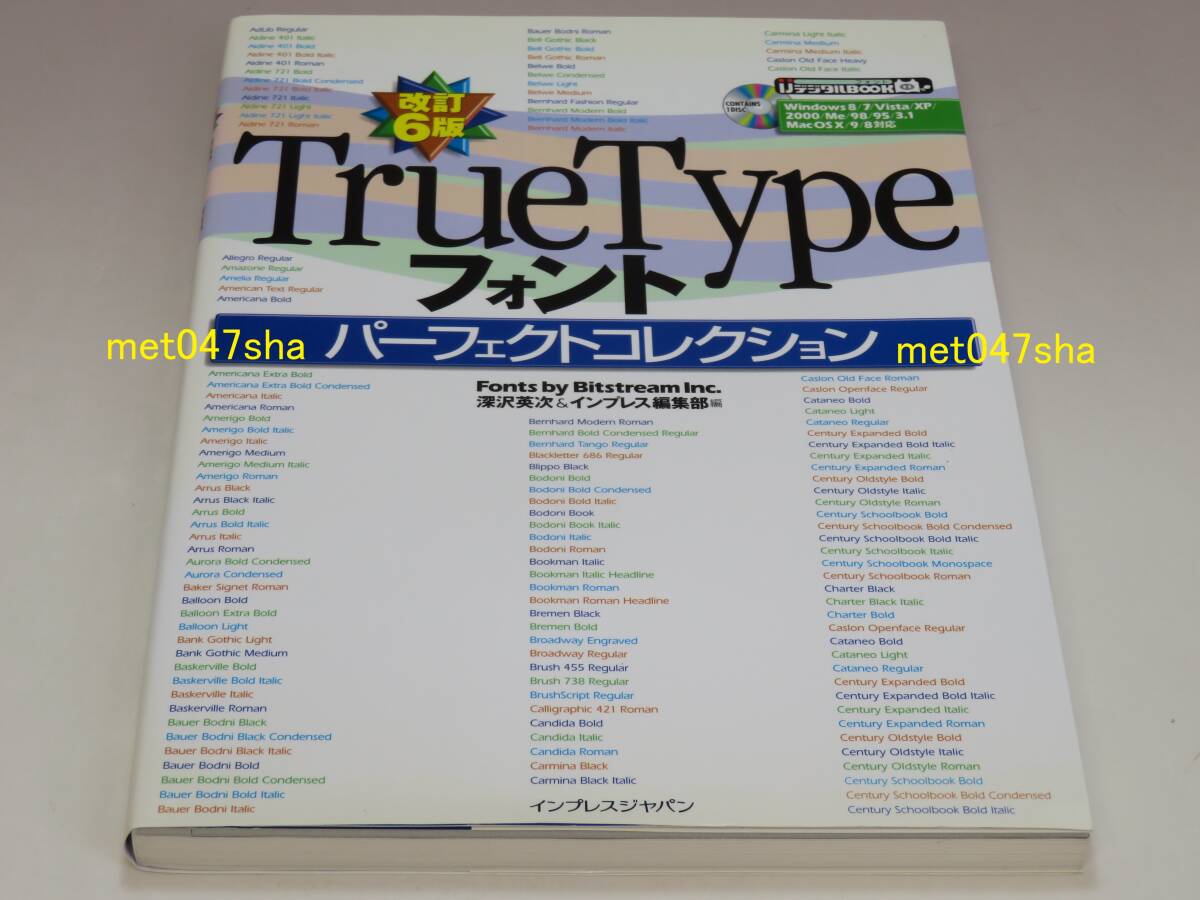 AdLib Regular
Aldine 401 Italic
Aldine 401 Bold
Aldine 401 Bold Italic
Aldine 401 Roman
Aldine 721 Bold
Aldine 721 Bold Condensed
Aldine 721 Bold Italic
Aldine 721 Italic
Aldine 721 Light
Aldine 721 Light Italic
Aldine 721 Roman
Bauer Bodni Roman
Bell Gothic Black
Bell Gothic Bold
Bell Gothic Roman
Belwe Bold
Belwe Condensed
Belwe Light
Belwe Medium
Bernhard Fashion Regular
Bernhard Modern Bold
Bernhard Modern Bold Italic
Bernhard Modern Italic
Carmina Light Italic
Carmina Medium
Carmina Medium Italic
Caslon Old Face Heavy
Caslon Old Face Italic
改訂
6版
CONTAINS
1 DISC
デジタルBOOK
Windows 8/7/Vista/XP/
2000/Me/98/95/3.1
Mac OS X/9/8対応
TrueType
フォント
Allegro Regular
Amazone Regular
Amelia Regular
American Text Regular
Americana Bold
met047sha
パーフェクトコレクション
met047sha
Fonts by Bitstream Inc.
深沢英次&インプレス編集部 編
Americana Extra Bold
Americana Extra Bold Condensed
Americana Italic
Americana Roman
Amerigo Bold
Amerigo Bold Italic
Amerigo Italic
Amerigo Medium
Amerigo Medium Italic
Amerigo Roman
Arrus Black
Arrus Black Italic
Arrus Bold
Arrus Bold Italic
Arrus Italic
Arrus Roman
Aurora Bold Condensed
Aurora Condensed
Baker Signet Roman
Balloon Bold
Balloon Extra Bold
Balloon Light
Bank Gothic Light
Bank Gothic Medium
Baskerville Bold
Baskerville Bold Italic
Baskerville Italic
Baskerville Roman
Bauer Bodni Black
Bauer Bodni Black Condensed
Bauer Bodni Black Italic
Bauer Bodni Bold
Bauer Bodni Bold Condensed
Bauer Bodni Bold Italic
Bauer Bodni Italic
Bernhard Modern Roman
Bernhard Bold Condensed Regular
Bernhard Tango Regular
Blackletter 686 Regular
Blippo Black
Bodoni Bold
Bodoni Bold Condensed
Bodoni Bold Italic
Bodoni Book
Bodoni Book Italic
Bodoni Italic
Bodoni Roman
Bookman Italic
Bookman Italic Headline
Bookman Roman
Bookman Roman Headline
Bremen Black
Bremen Bold
Broadway Engraved
Broadway Regular
Brush 455 Regular
Brush 738 Regular
BrushScript Regular
Calligraphic 421 Roman
Candida Bold
Candida Italic
Candida Roman
Carmina Black
Carmina Black Italic
Caslon Old Face Roman
Caslon Openface Regular
Cataneo Bold
Cataneo Light
Cataneo Regular
Century Expanded Bold
Century Expanded Bold Italic
Century Expanded Italic
Century Expanded Roman
Century Oldstyle Bold
Century Oldstyle Italic
Century Oldstyle Roman
Century Schoolbook Bold
Century Schoolbook Bold Condensed
Century Schoolbook Bold Italic
Century Schoolbook Italic
Century Schoolbook Monospace
Century Schoolbook Roman
Charter Black
Charter Black Italic
Charter Bold
Caslon Openface Regular
Cataneo Bold
Cataneo Light
Cataneo Regular
Century Expanded Bold
Century Expanded Bold Italic
Century Expanded Italic
Century Expanded Roman
Century Oldstyle Bold
Century Oldstyle Italic
Century Oldstyle Roman
Century Schoolbook Bold
Century Schoolbook Bold Condensed
Century Schoolbook Bold Italic
インプレスジャパン